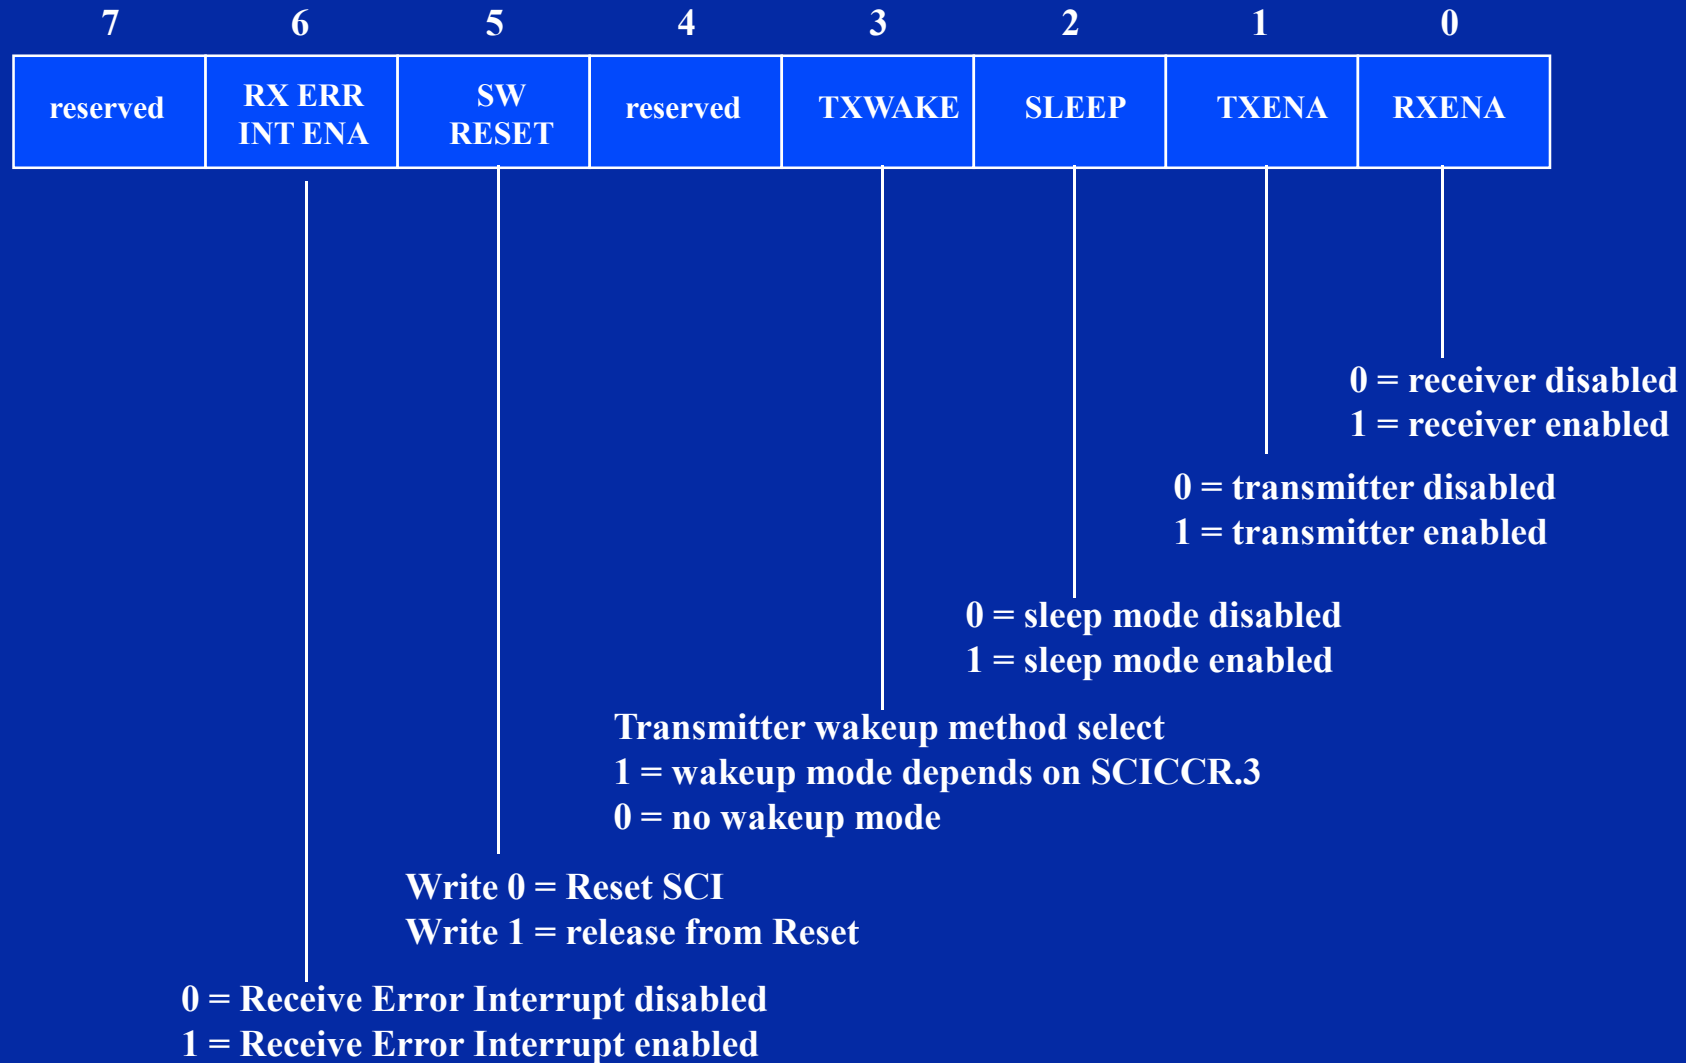 7 6 5 4 3 2 1 0
reserved
RX ERR
INT ENA
SW
RESET
reserved
TXWAKE
SLEEP
TXENA
RXENA
0 = receiver disabled
1 = receiver enabled
0 = transmitter disabled
1 = transmitter enabled
0 = sleep mode disabled
1 = sleep mode enabled
Transmitter wakeup method select
1 = wakeup mode depends on SCICCR.3
0 = no wakeup mode
Write 0 = Reset SCI
Write 1 = release from Reset
0 = Receive Error Interrupt disabled
1 = Receive Error Interrupt enabled